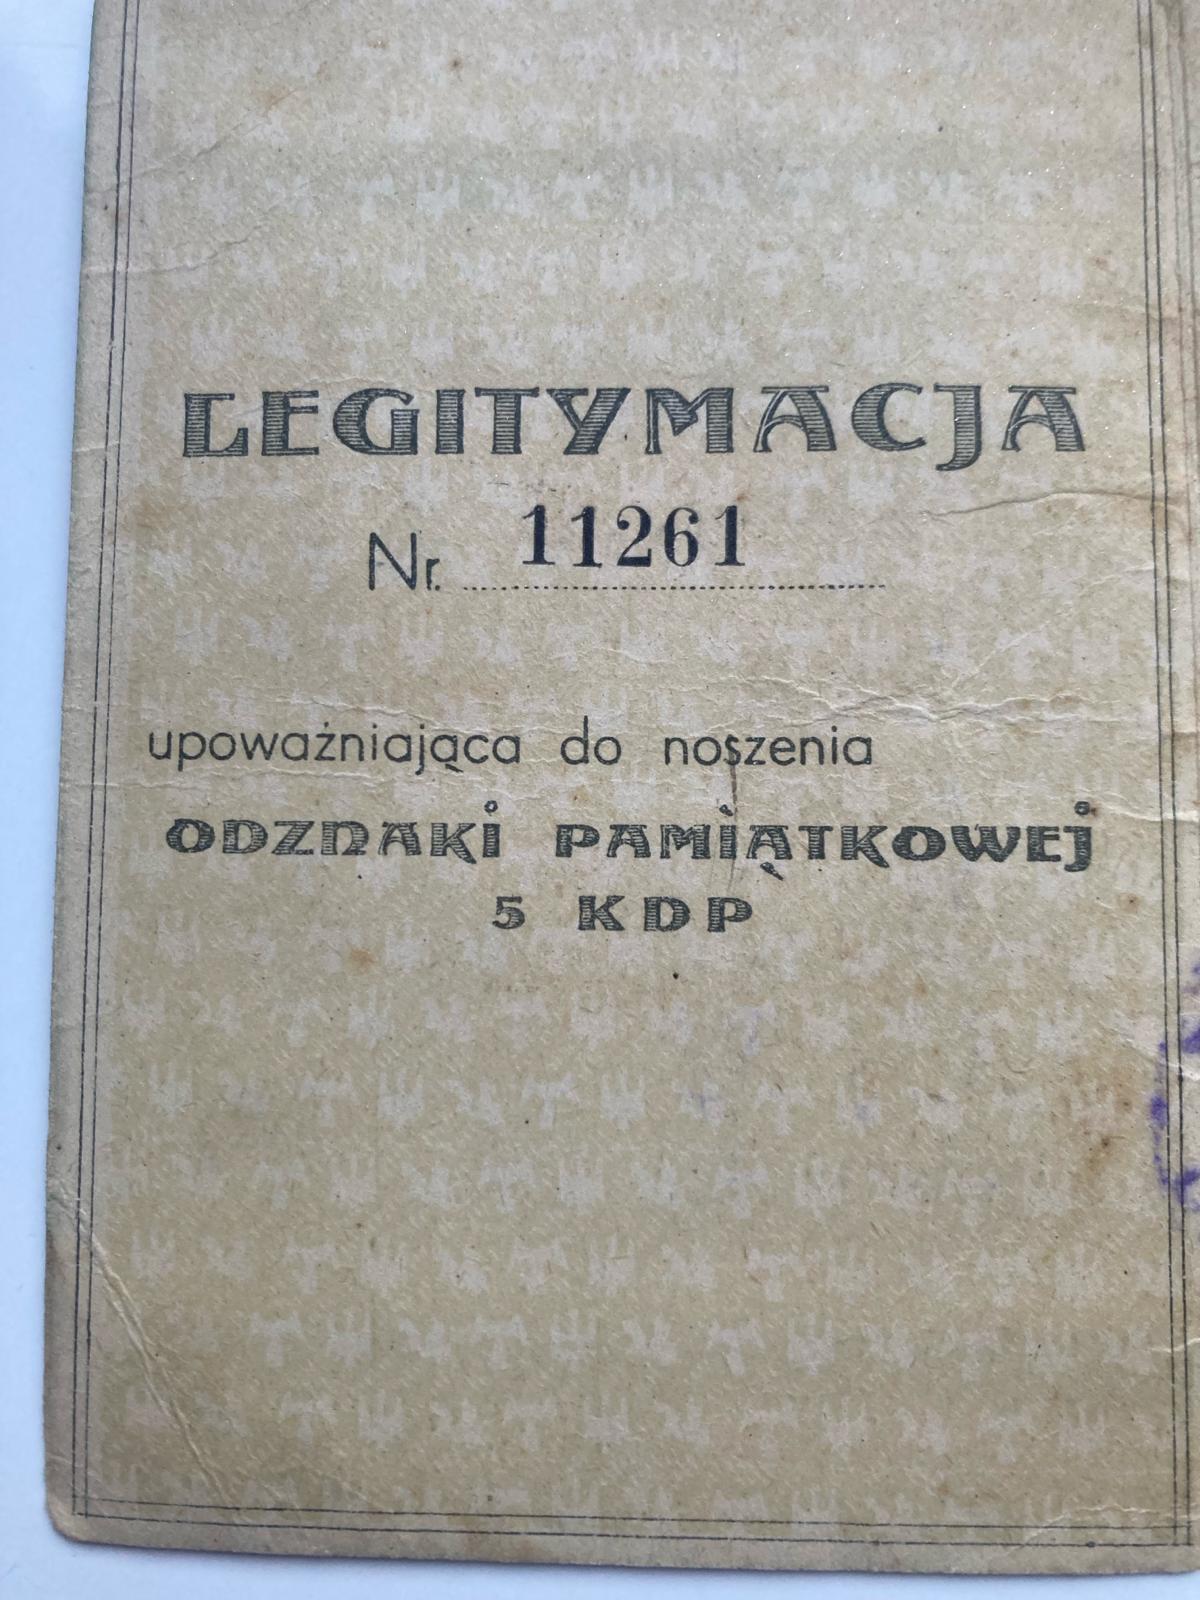 LEGITYMACJA
Nr. 11261
upoważniająca do noszenia
ODZNAKI PAMIĄTKOWEJ
5 KDP